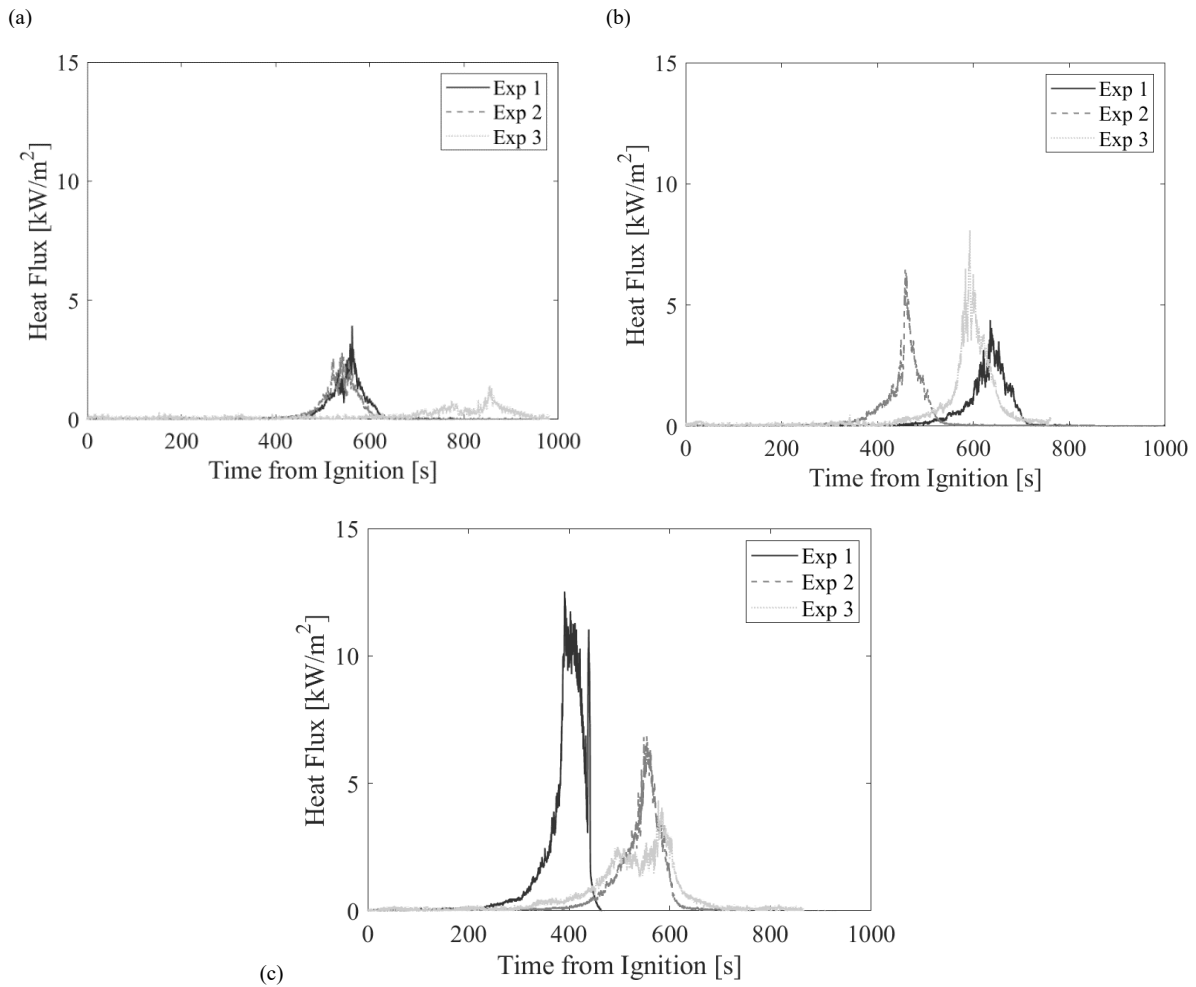 (a)
(b)
15
10
5
0
0 200 400 600 800 1000
Heat Flux [kW/m²]
Time from Ignition [s]
Exp 1
Exp 2
Exp 3
15
10
5
0
0 200 400 600 800 1000
Heat Flux [kW/m²]
Time from Ignition [s]
Exp 1
Exp 2
Exp 3
15
10
5
0
0 200 400 600 800 1000
Heat Flux [kW/m²]
Time from Ignition [s]
Exp 1
Exp 2
Exp 3
(c)